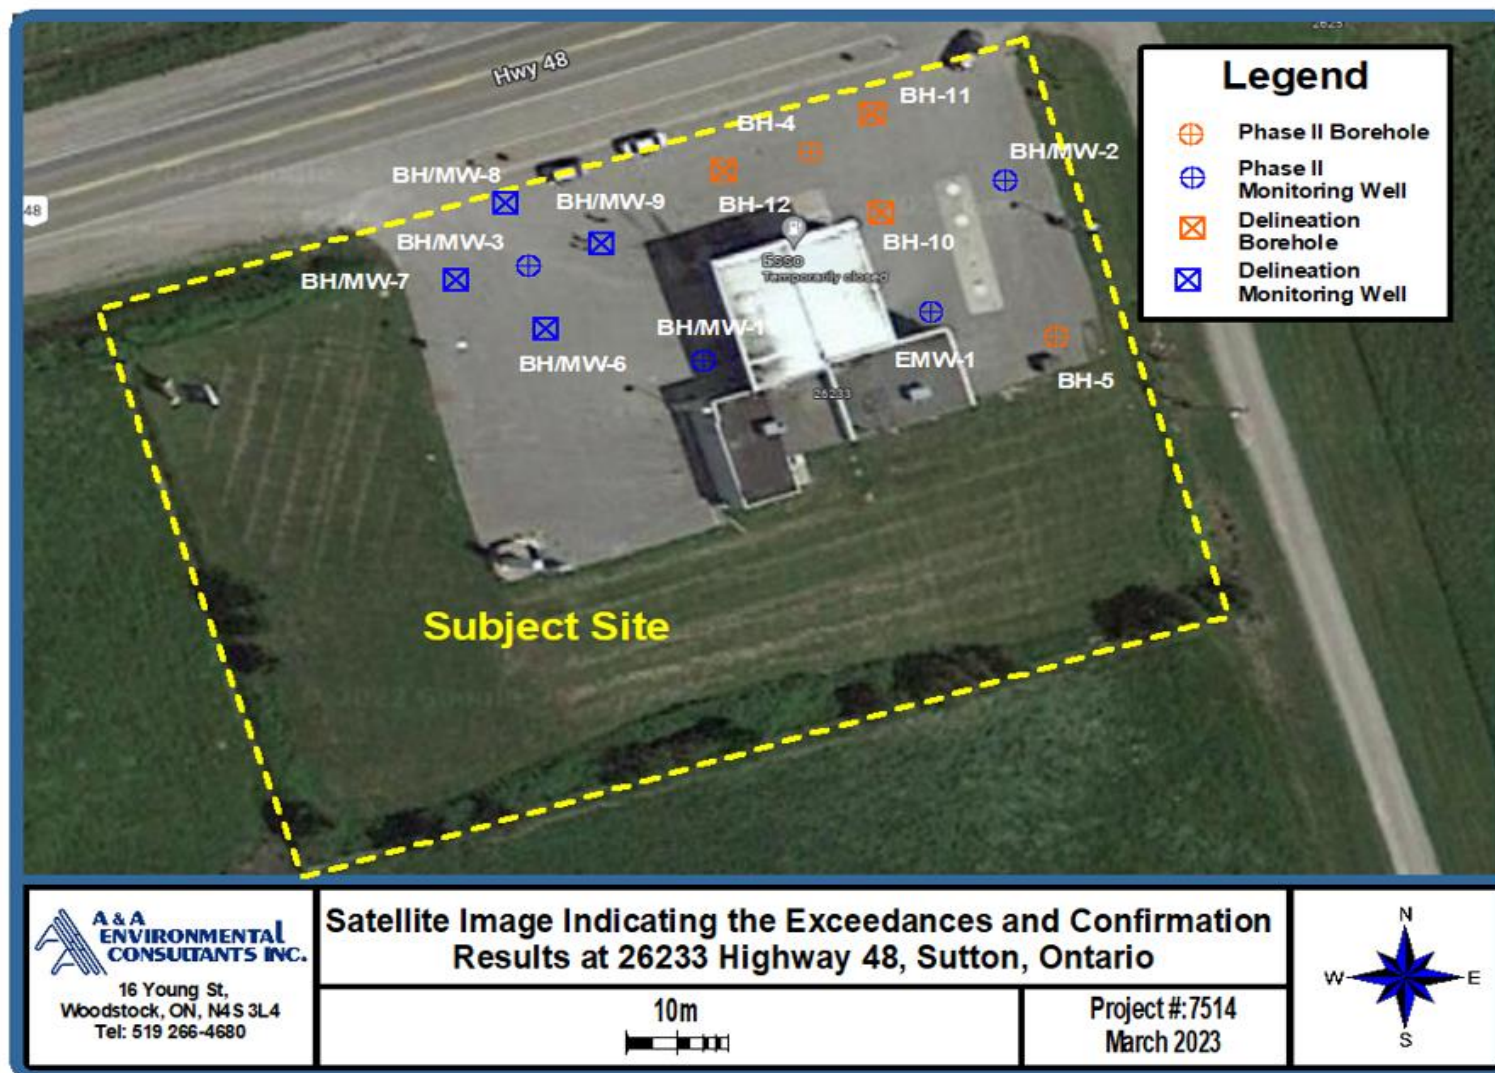 Hwy 48
48
BH-11
BH-4
BH/MW-2
BH/MW-8
BH/MW-9
BH-12
BH/MW-3
BH-10
Esso
Temporarily closed
BH/MW-7
BH/MW-1
BH/MW-6
EMW-1
BH-5
26233
Subject Site
Legend
Phase II Borehole
Phase II
Monitoring Well
Delineation
Borehole
Delineation
Monitoring Well
A & A
ENVIRONMENTAL
CONSULTANTS INC.
16 Young St,
Woodstock, ON, N4S 3L4
Tel: 519 266-4680
Satellite Image Indicating the Exceedances and Confirmation
Results at 26233 Highway 48, Sutton, Ontario
10m
Project #:7514
March 2023
N
W
E
S